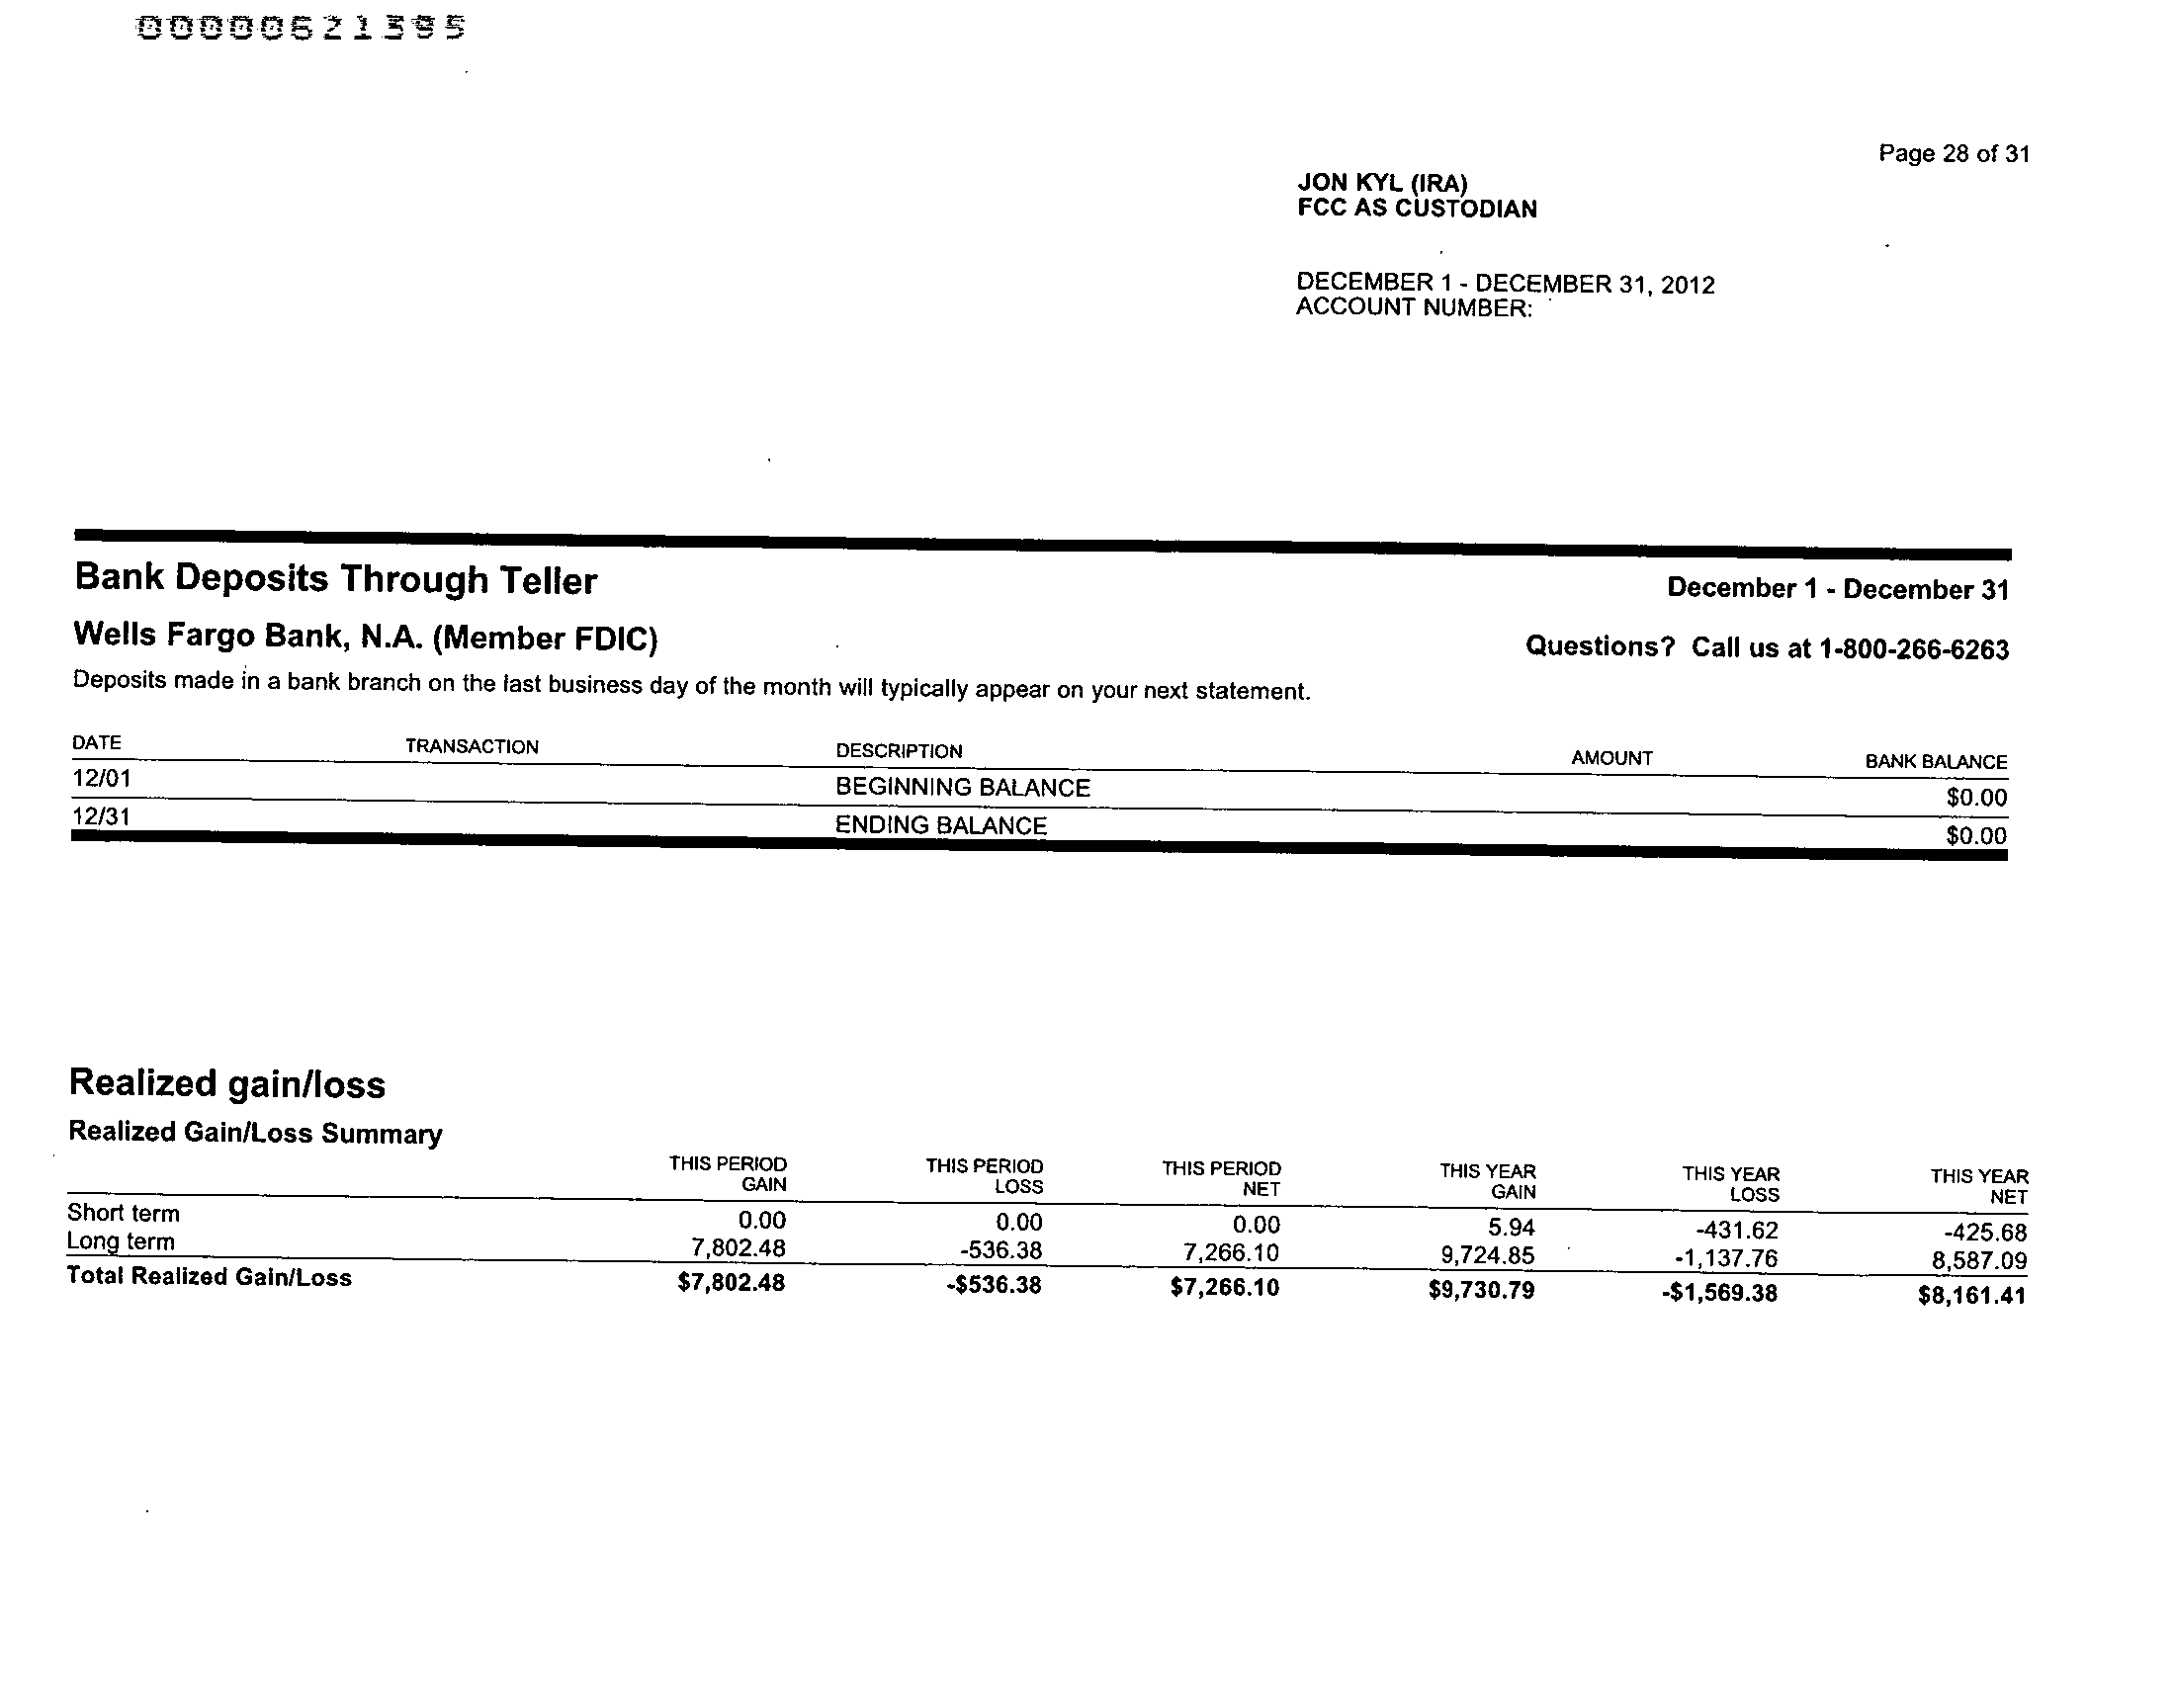 00000621395
Page 28 of 31
JON KYL (IRA)
FCC AS CUSTODIAN
DECEMBER 1 - DECEMBER 31, 2012
ACCOUNT NUMBER:
Bank Deposits Through Teller December 1 - December 31
Wells Fargo Bank, N.A. (Member FDIC) Questions? Call us at 1-800-266-6263
Deposits made in a bank branch on the last business day of the month will typically appear on your next statement.
DATE TRANSACTION DESCRIPTION AMOUNT BANK BALANCE
12/01 BEGINNING BALANCE $0.00
12/31 ENDING BALANCE $0.00
Realized gain/loss
Realized Gain/Loss Summary
THIS PERIOD THIS PERIOD THIS PERIOD THIS YEAR THIS YEAR THIS YEAR
GAIN LOSS NET GAIN LOSS NET
Short term 0.00 0.00 0.00 5.94 -431.62 -425.68
Long term 7,802.48 -536.38 7,266.10 9,724.85 -1,137.76 8,587.09
Total Realized Gain/Loss $7,802.48 -$536.38 $7,266.10 $9,730.79 -$1,569.38 $8,161.41